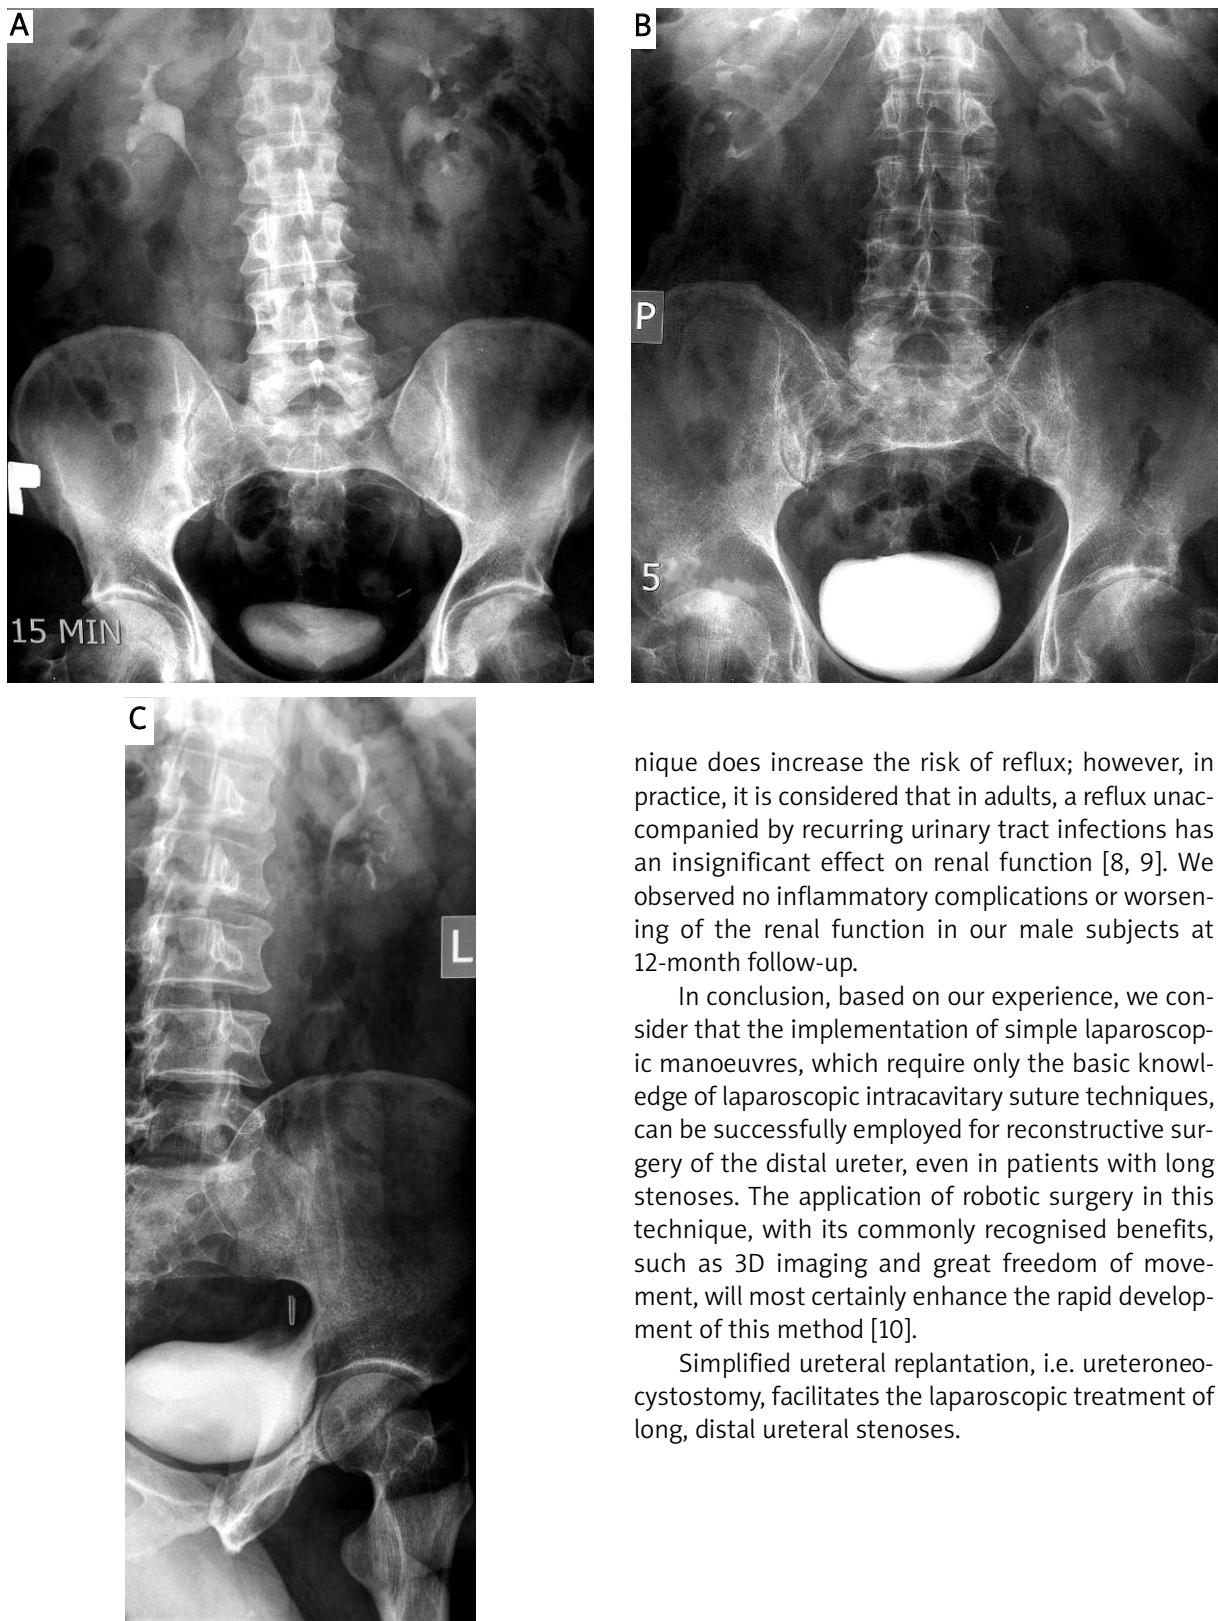 A
15 MIN
B
P
5
C
L
nique does increase the risk of reflux; however, in
practice, it is considered that in adults, a reflux unac-
companied by recurring urinary tract infections has
an insignificant effect on renal function [8, 9]. We
observed no inflammatory complications or worsen-
ing of the renal function in our male subjects at
12-month follow-up.
In conclusion, based on our experience, we con-
sider that the implementation of simple laparoscop-
ic manoeuvres, which require only the basic knowl-
edge of laparoscopic intracavitary suture techniques,
can be successfully employed for reconstructive sur-
gery of the distal ureter, even in patients with long
stenoses. The application of robotic surgery in this
technique, with its commonly recognised benefits,
such as 3D imaging and great freedom of move-
ment, will most certainly enhance the rapid develop-
ment of this method [10].
Simplified ureteral replantation, i.e. ureteroneo-
cystostomy, facilitates the laparoscopic treatment of
long, distal ureteral stenoses.